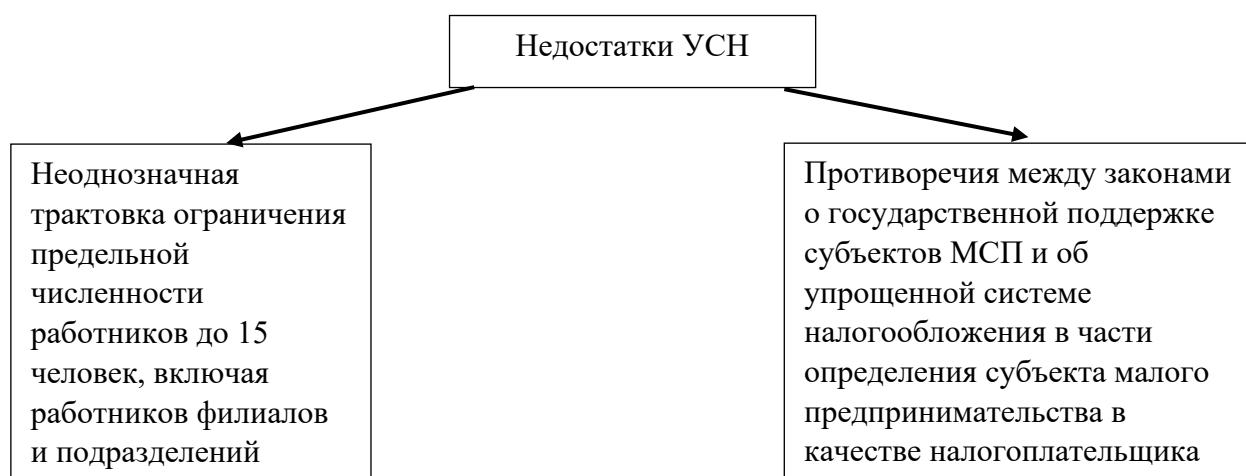 Недостатки УСН
Неоднозначная
трактовка ограничения
предельной
численности
работников до 15
человек, включая
работников филиалов
и подразделений
Противоречия между законами
о государственной поддержке
субъектов МСП и об
упрощенной системе
налогообложения в части
определения субъекта малого
предпринимательства в
качестве налогоплательщика